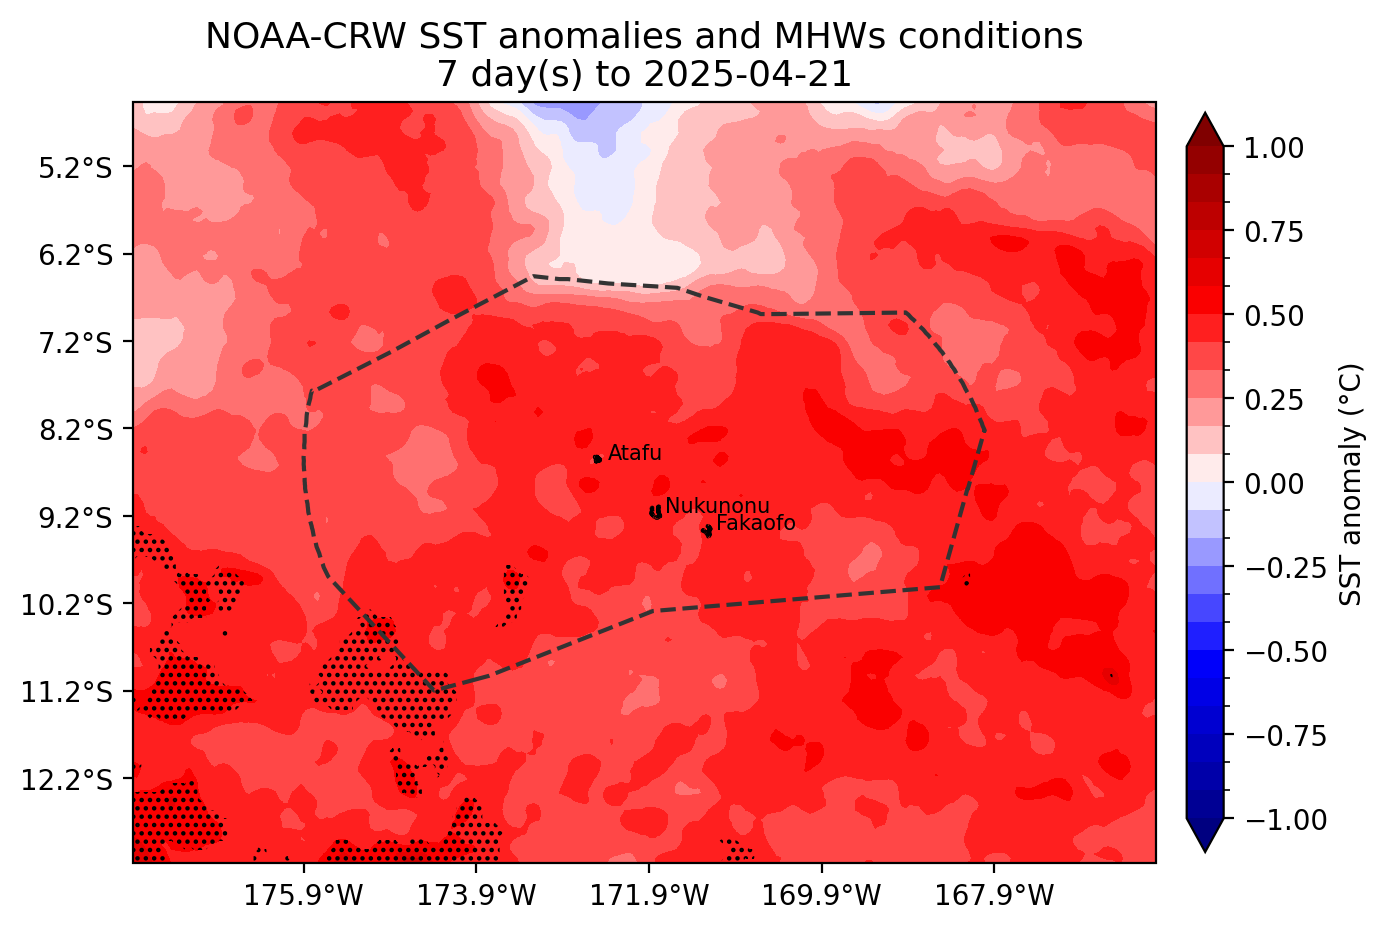 NOAA-CRW SST anomalies and MHWs conditions
7 day(s) to 2025-04-21
5.2°S
6.2°S
7.2°S
8.2°S
9.2°S
10.2°S
11.2°S
12.2°S
Atafu
Nukunonu
Fakaofo
175.9°W
173.9°W
171.9°W
169.9°W
167.9°W
1.00
0.75
0.50
0.25
0.00
−0.25
−0.50
−0.75
−1.00
SST anomaly (°C)